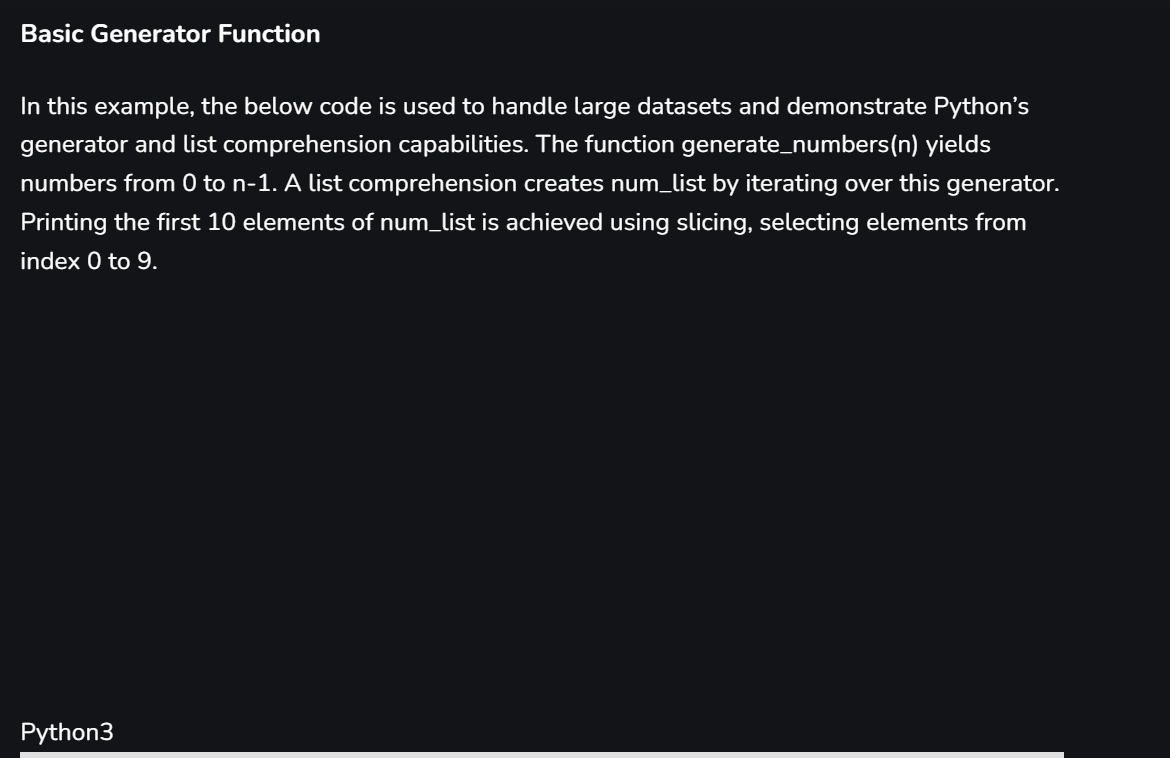 Basic Generator Function
In this example, the below code is used to handle large datasets and demonstrate Python’s
generator and list comprehension capabilities. The function generate_numbers(n) yields
numbers from 0 to n-1. A list comprehension creates num_list by iterating over this generator.
Printing the first 10 elements of num_list is achieved using slicing, selecting elements from
index 0 to 9.
Python3